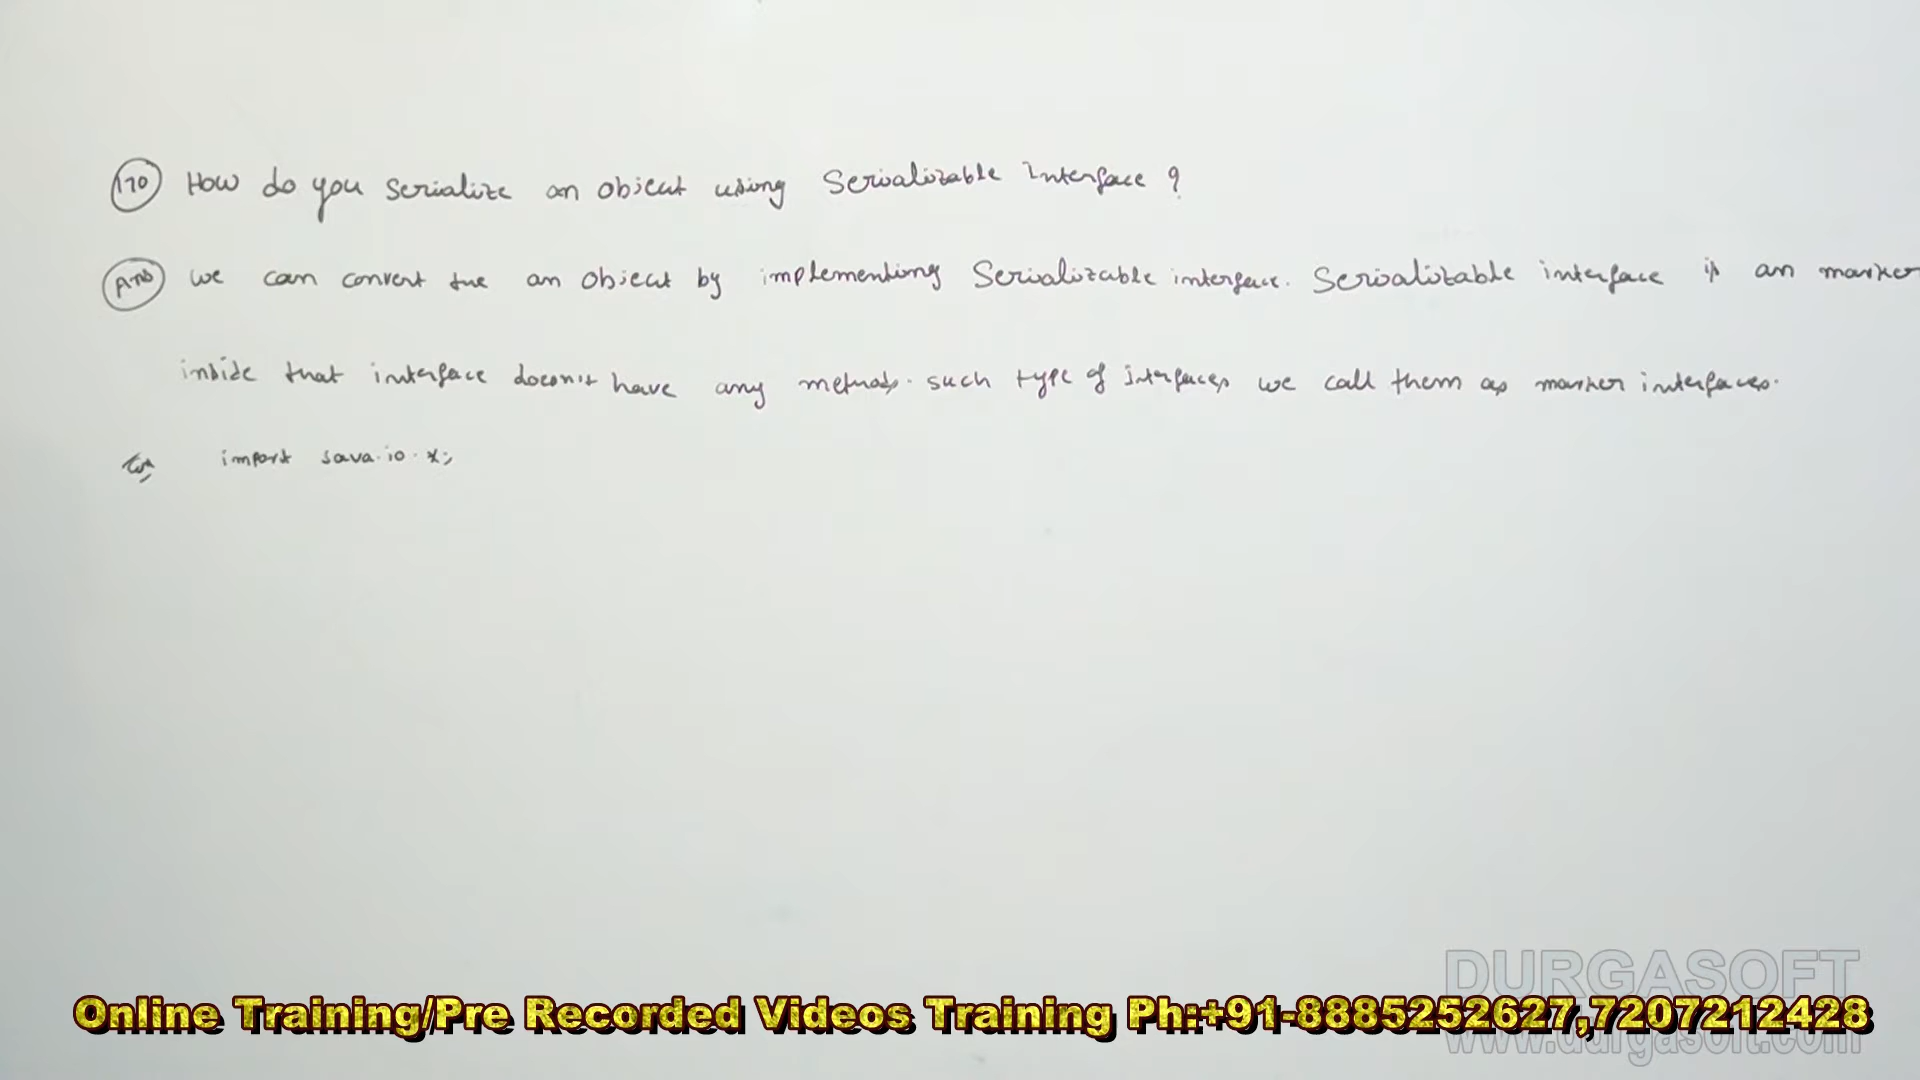 170 How do you serialize an object using Serializable Interface ?
Ans we can convert the an object by implementing Serializable interface. Serializable interface is an marker
inside that interface doesn't have any methods. such type of interfaces we call them as marker interfaces.
import java.io.*;
DURGASOFT
Online Training/Pre Recorded Videos Training Ph:+91-8885252627,7207212428
www.durgasoft.com